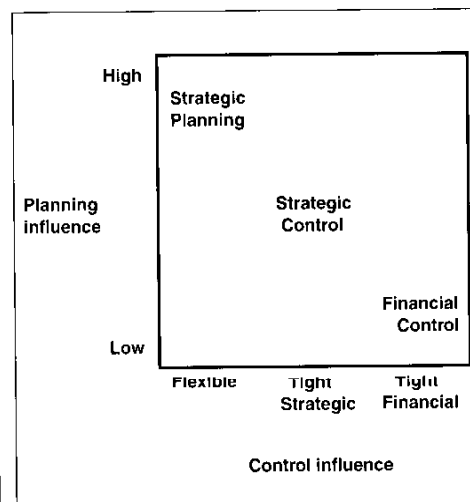 High
Strategic
Planning
Planning
influence
Strategic
Control
Financial
Control
Low
Flexible
Tight
Strategic
Tight
Financial
Control influence